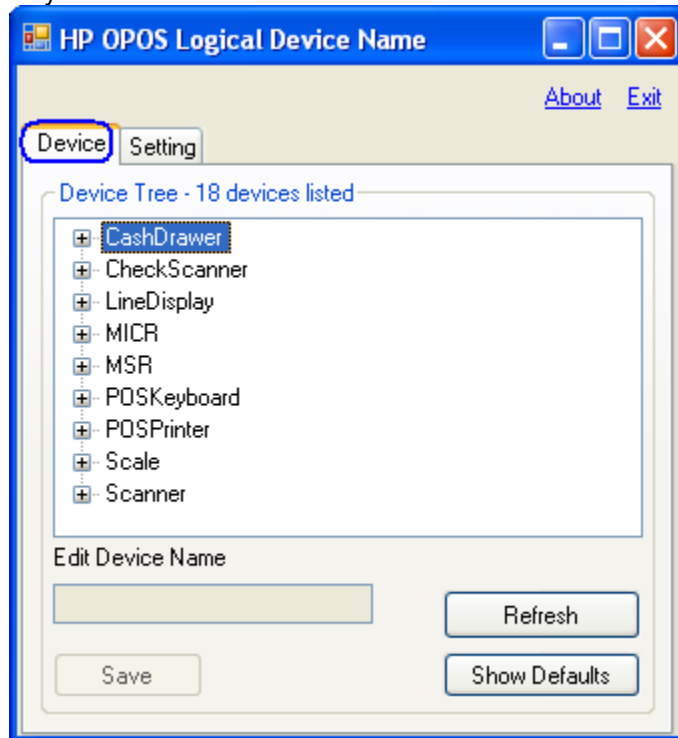 HP OPOS Logical Device Name
About Exit
Device Setting
Device Tree - 18 devices listed
CashDrawer
CheckScanner
LineDisplay
MICR
MSR
POSKeyboard
POSPrinter
Scale
Scanner
Edit Device Name
Refresh
Save Show Defaults